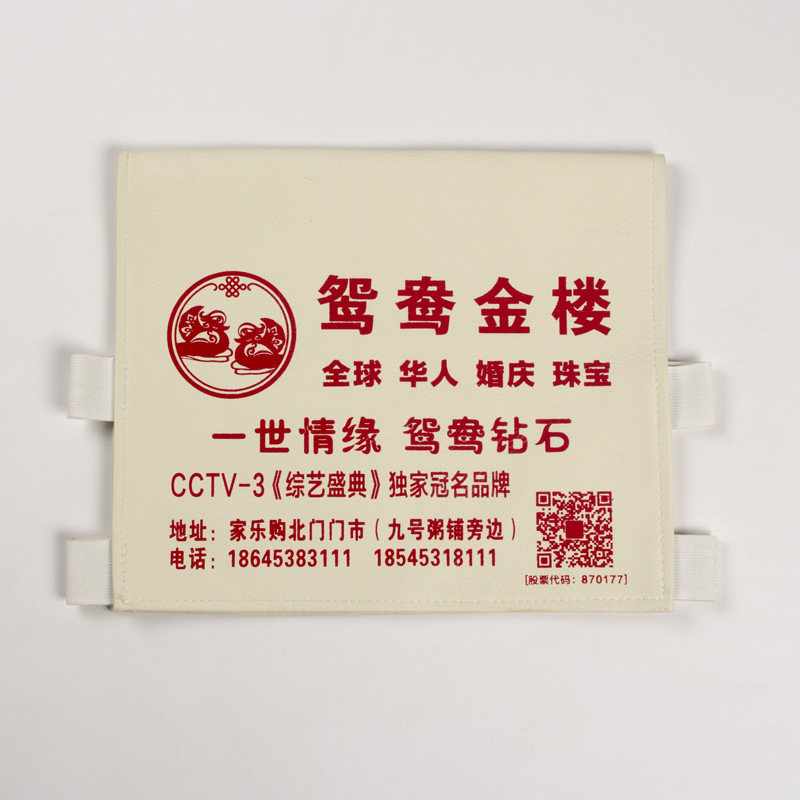 鸳鸯金楼
全球 华人 婚庆 珠宝
一世情缘 鸳鸯钻石
CCTV-3《综艺盛典》独家冠名品牌
地址：家乐购北门门市（九号粥铺旁边）
电话：18645383111 18545318111
[股票代码：870177]